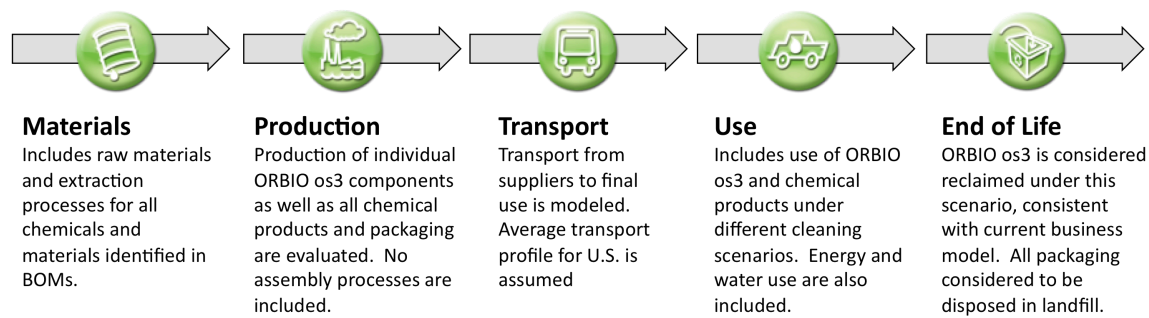 Materials
Includes raw materials
and extraction
processes for all
chemicals and
materials identified in
BOMs.
Production
Production of individual
ORBIO os3 components
as well as all chemical
products and packaging
are evaluated.  No
assembly processes are
included.
Transport
Transport from
suppliers to final
use is modeled.
Average transport
profile for U.S. is
assumed
Use
Includes use of ORBIO
os3 and chemical
products under
different cleaning
scenarios.  Energy and
water use are also
included.
End of Life
ORBIO os3 is considered
reclaimed under this
scenario, consistent
with current business
model.  All packaging
considered to be
disposed in landfill.